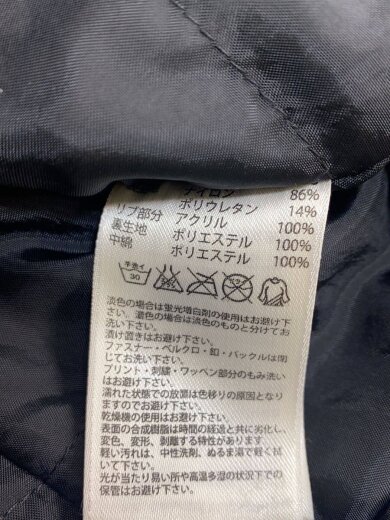 ナイロン 86%
ポリウレタン 14%
リブ部分 アクリル 100%
裏生地 ポリエステル 100%
中綿 ポリエステル 100%
手洗イ
30
淡色の場合は蛍光増白剤の使用はお避け下さ
い。濃色の場合は淡色のものと分けてお
洗い下さい。
漬け置きはお避け下さい。
ファスナー・ベルクロ・釦・バックルは閉
じてお洗い下さい。
プリント・刺繍・ワッペン部分のもみ洗い
はお避け下さい。
濡れた状態での放置は色移りの原因となり
ますのでお避け下さい。
乾燥機の使用はお避け下さい。
表面の合成樹脂は時間の経過と共に劣化し、
変色、変形、剥離する特性があります。
軽い汚れは、中性洗剤、ぬるま湯で軽く洗
って下さい。
光が当たり易い所や高温多湿の状況下での
保管はお避け下さい。